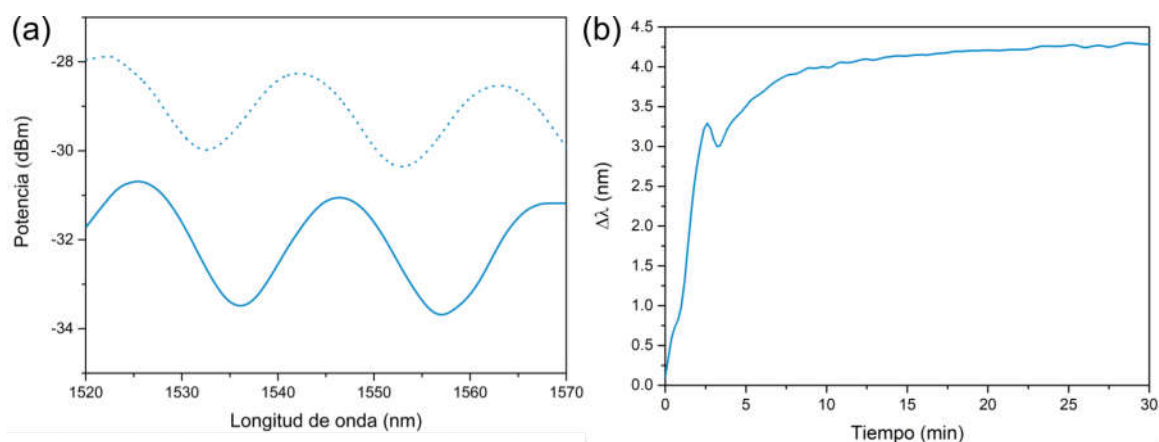 (a)
-28
-30
-32
-34
Potencia (dBm)
1520 1530 1540 1550 1560 1570
Longitud de onda (nm)
(b)
4.5
4.0
3.5
3.0
2.5
2.0
1.5
1.0
0.5
0.0
Δλ (nm)
0 5 10 15 20 25 30
Tiempo (min)